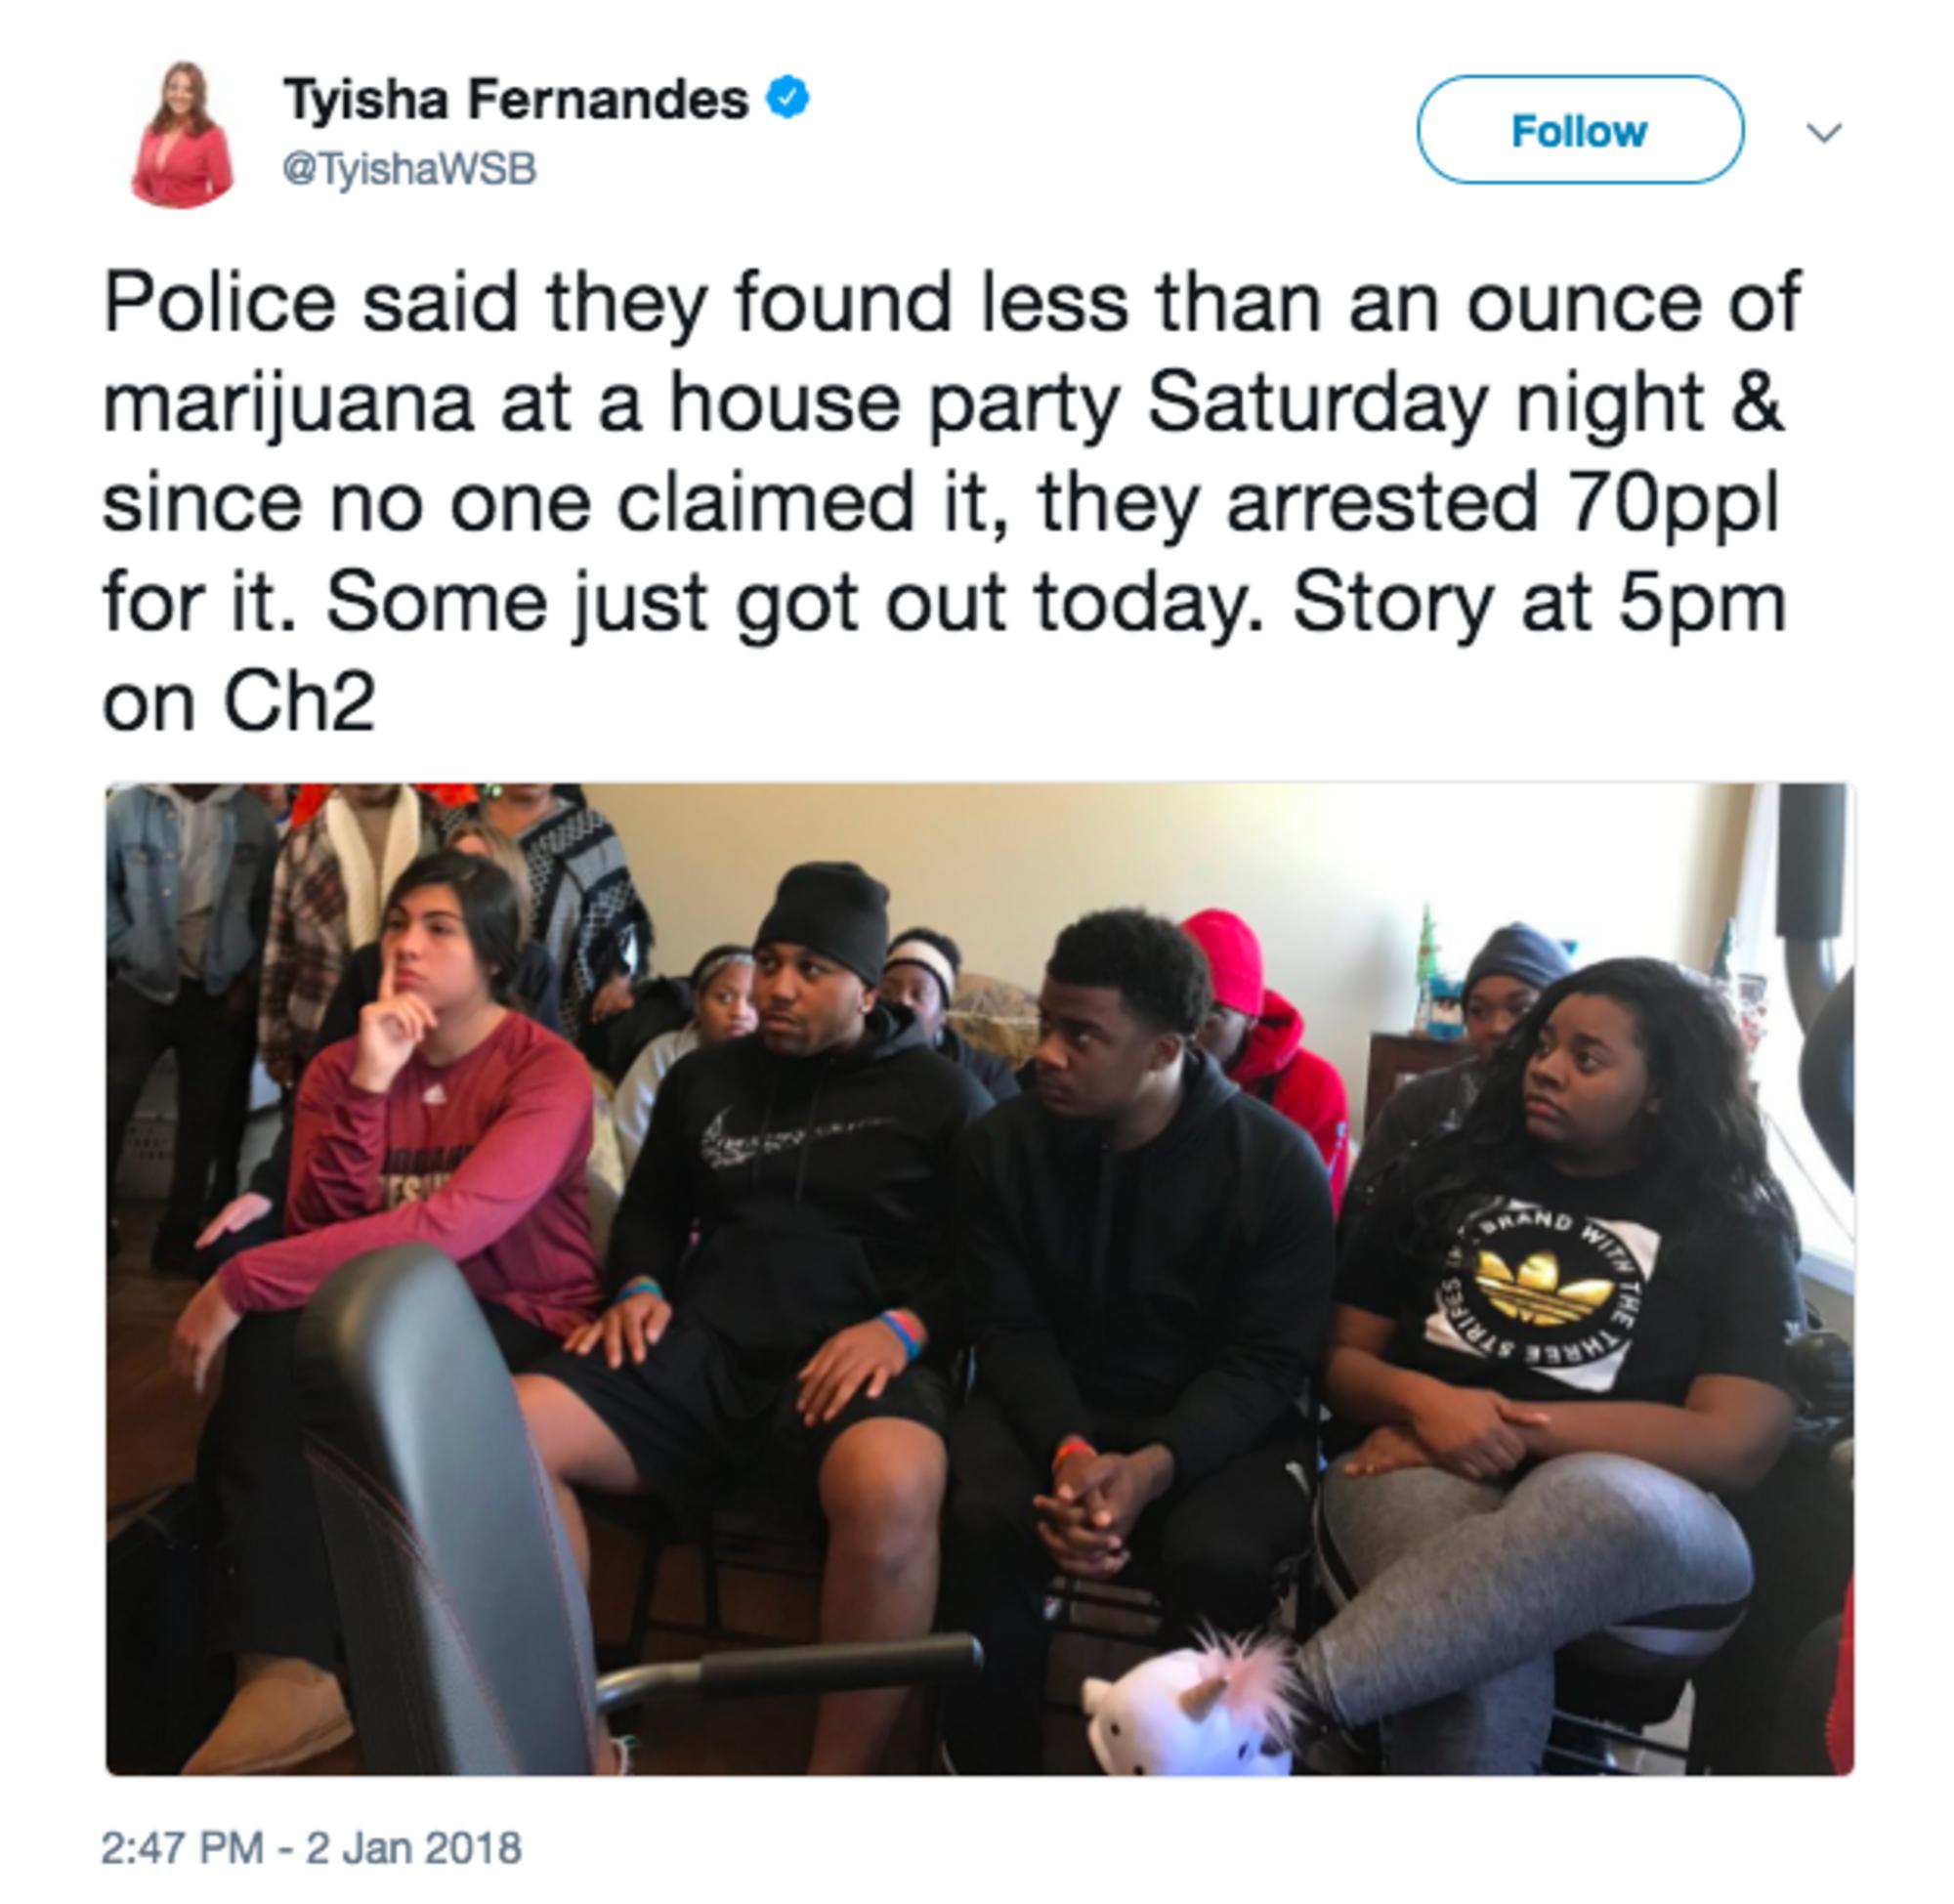 Tyisha Fernandes
@TyishaWSB
Follow
Police said they found less than an ounce of
marijuana at a house party Saturday night &
since no one claimed it, they arrested 70ppl
for it. Some just got out today. Story at 5pm
on Ch2
BRAND WITH THE THREE STRIPES
2:47 PM - 2 Jan 2018